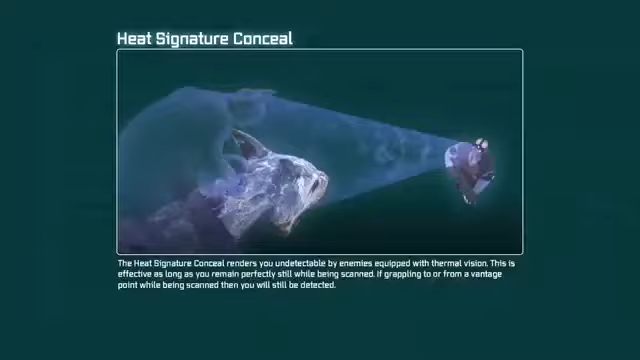 Heat Signature Conceal
The Heat Signature Conceal renders you undetectable by enemies equipped with thermal vision. This is
effective as long as you remain perfectly still while being scanned. If grappling to or from a vantage
point while being scanned then you will still be detected.